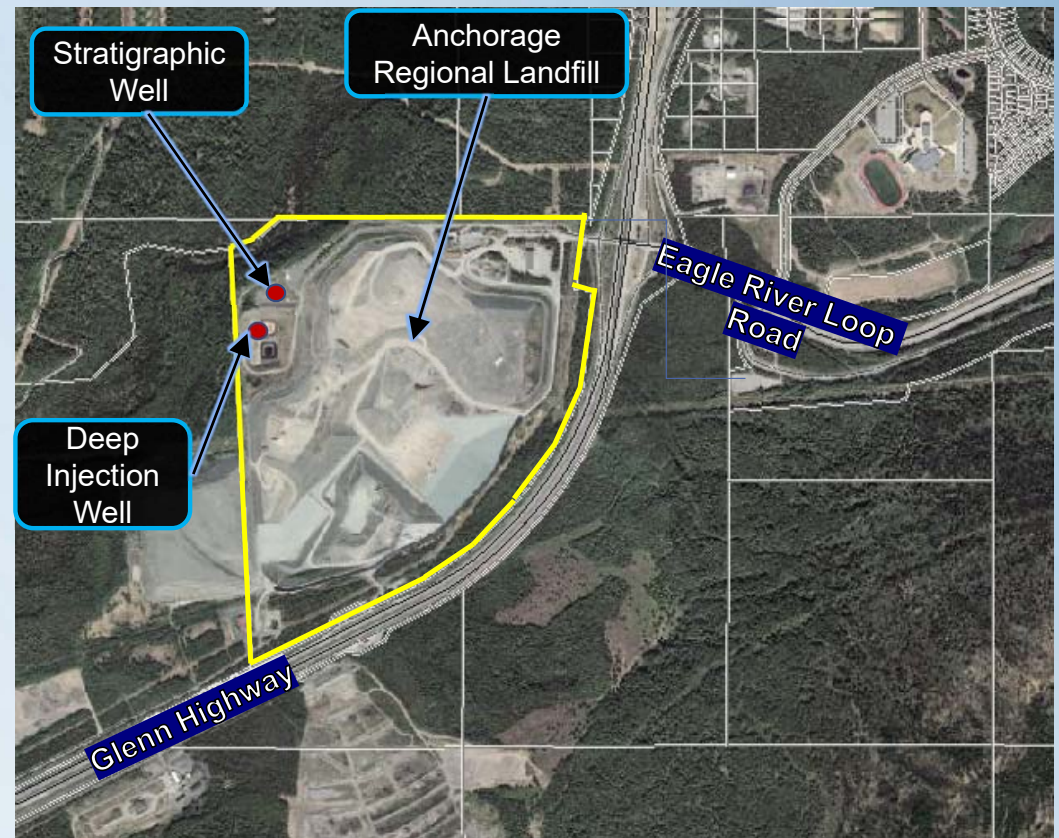 Stratigraphic
Well
Anchorage
Regional Landfill
Eagle River Loop
Road
Deep
Injection
Well
Glenn Highway